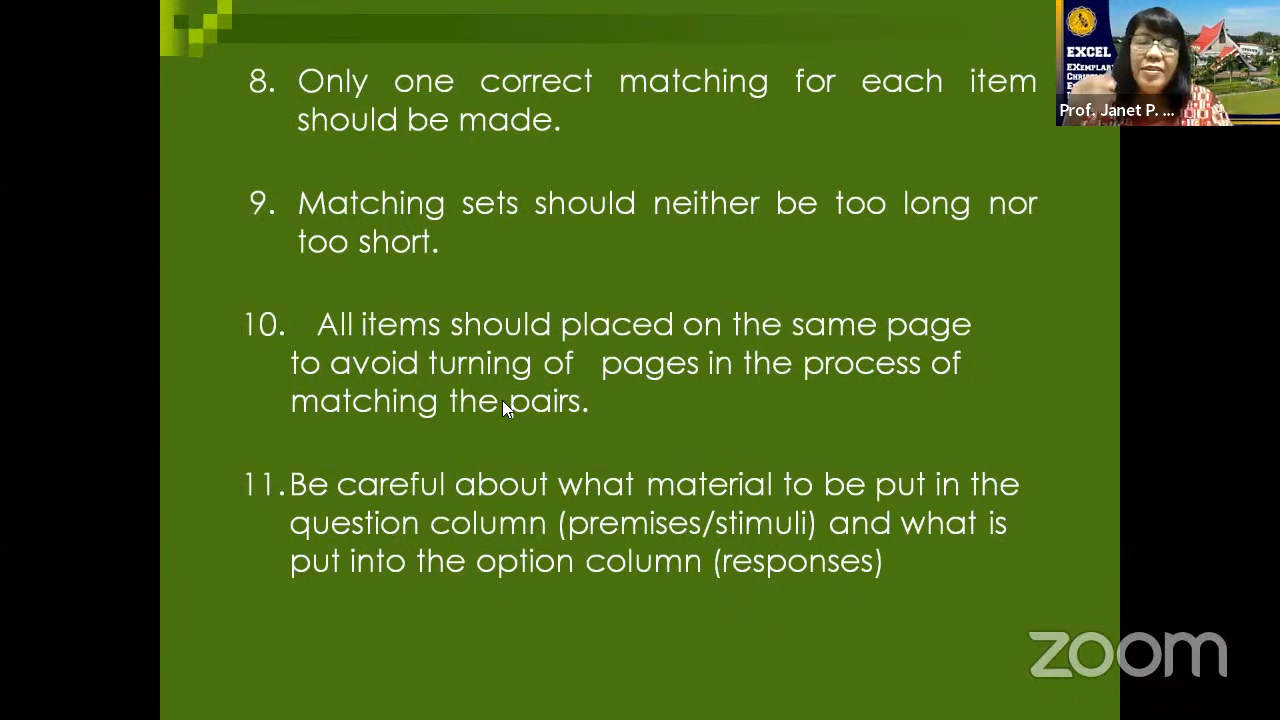 8. Only one correct matching for each item
should be made.
9. Matching sets should neither be too long nor
too short.
10. All items should placed on the same page
to avoid turning of pages in the process of
matching the pairs.
11. Be careful about what material to be put in the
question column (premises/stimuli) and what is
put into the option column (responses)
EXCEL
EXEMPLAR
CHRIST
Prof. Janet P. ...
zoom